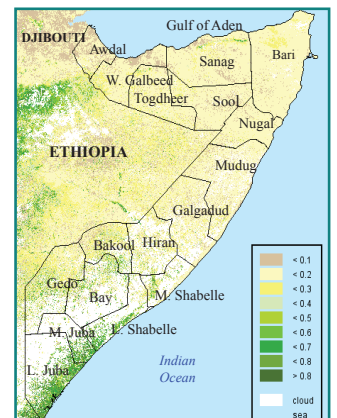 Gulf of Aden
DJIBOUTI
Awdal
Sanag
Bari
W. Galbeed
Togdheer
Sool
Nugal
ETHIOPIA
Mudug
Galgadud
Bakool
Hiran
Gedo
Bay
M. Shabelle
M. Juba
L. Shabelle
L. Juba
Indian
Ocean
< 0.1
< 0.2
< 0.3
< 0.4
< 0.5
< 0.6
< 0.7
< 0.8
> 0.8
cloud
sea